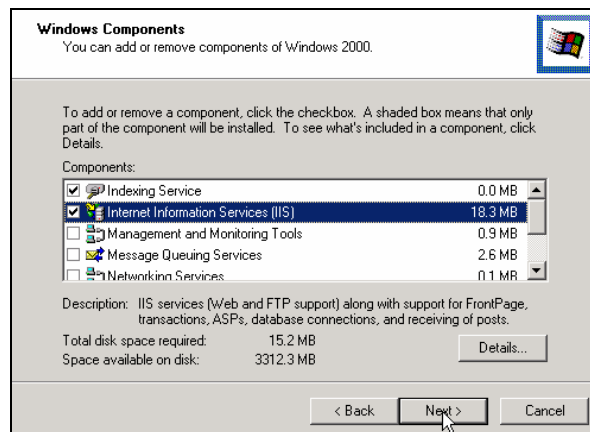 Windows Components
You can add or remove components of Windows 2000.
To add or remove a component, click the checkbox. A shaded box means that only
part of the component will be installed. To see what's included in a component, click
Details.
Components:
Indexing Service 0.0 MB
Internet Information Services (IIS) 18.3 MB
Management and Monitoring Tools 0.9 MB
Message Queuing Services 2.6 MB
Networking Services 0.1 MB
Description: IIS services (Web and FTP support) along with support for FrontPage,
transactions, ASPs, database connections, and receiving of posts.
Total disk space required: 15.2 MB
Space available on disk: 3312.3 MB
Details...
< Back Next > Cancel